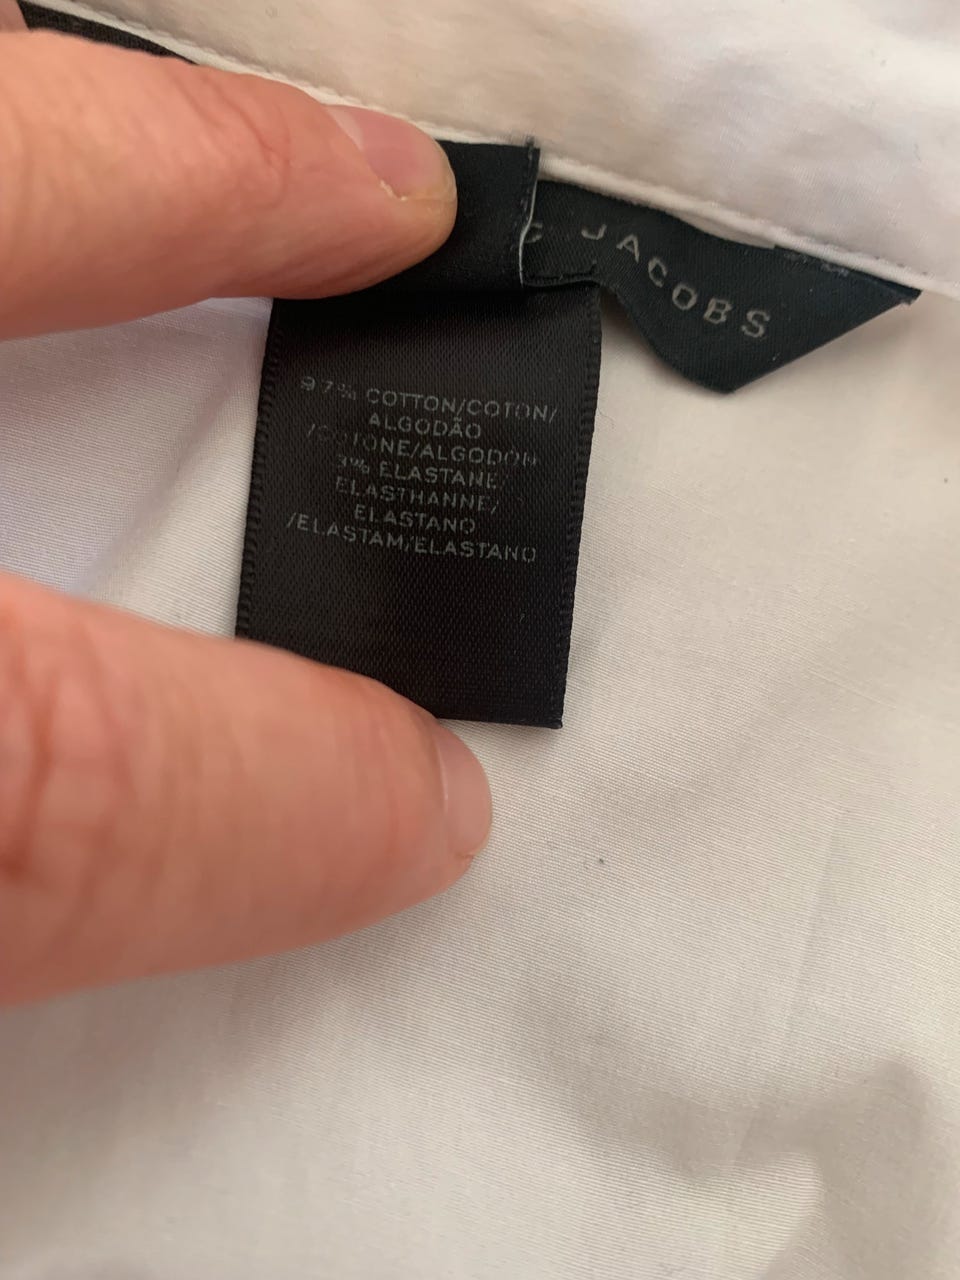 C JACOBS
97% COTTON/COTON/
ALGODÃO
/COTONE/ALGODON
3% ELASTANE/
ELASTHANNE/
ELASTANO
/ELASTAM/ELASTANO